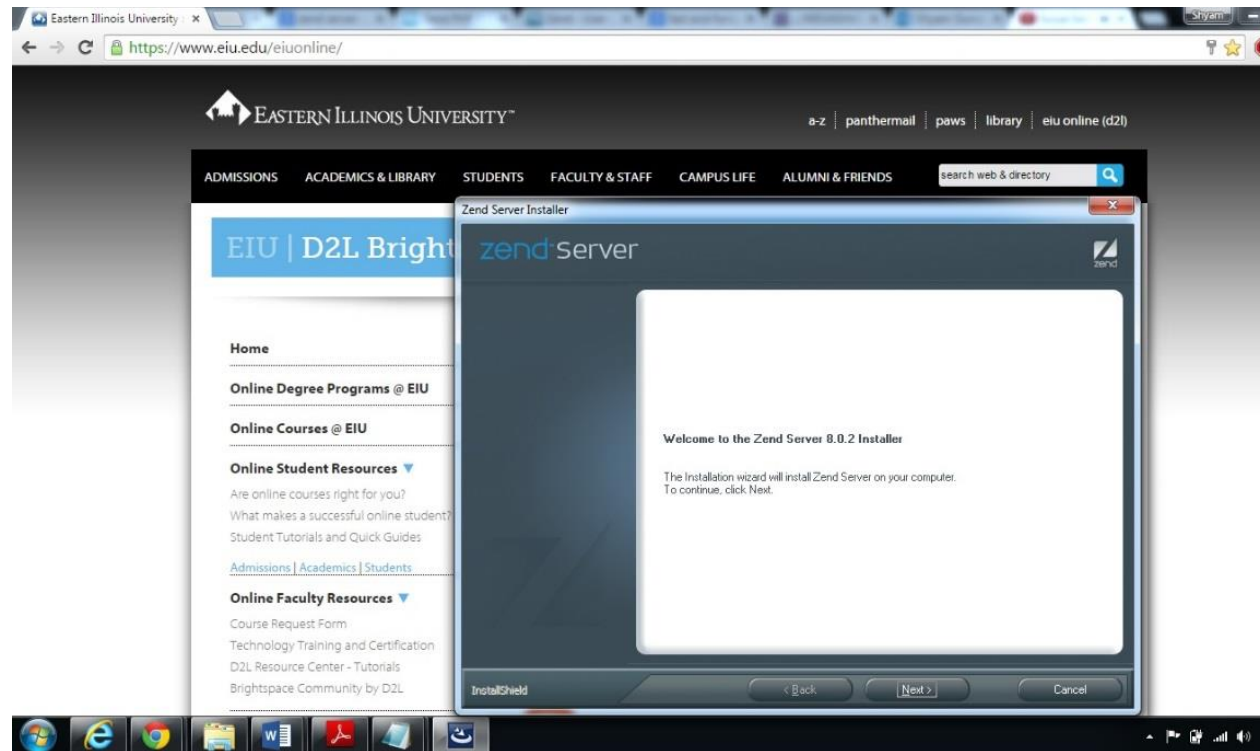 Eastern Illinois University
Shyam
https://www.eiu.edu/eiuonline/
EASTERN ILLINOIS UNIVERSITY™
a-z panthermail paws library eiu online (d2l)
ADMISSIONS ACADEMICS & LIBRARY STUDENTS FACULTY & STAFF CAMPUS LIFE ALUMNI & FRIENDS search web & directory
EIU | D2L Bright
Home
Online Degree Programs @ EIU
Online Courses @ EIU
Online Student Resources
Are online courses right for you?
What makes a successful online student?
Student Tutorials and Quick Guides
Admissions | Academics | Students
Online Faculty Resources
Course Request Form
Technology Training and Certification
D2L Resource Center - Tutorials
Brightspace Community by D2L
Zend Server Installer
zend server
zend
Welcome to the Zend Server 8.0.2 Installer
The Installation wizard will install Zend Server on your computer.
To continue, click Next.
InstallShield
< Back Next > Cancel